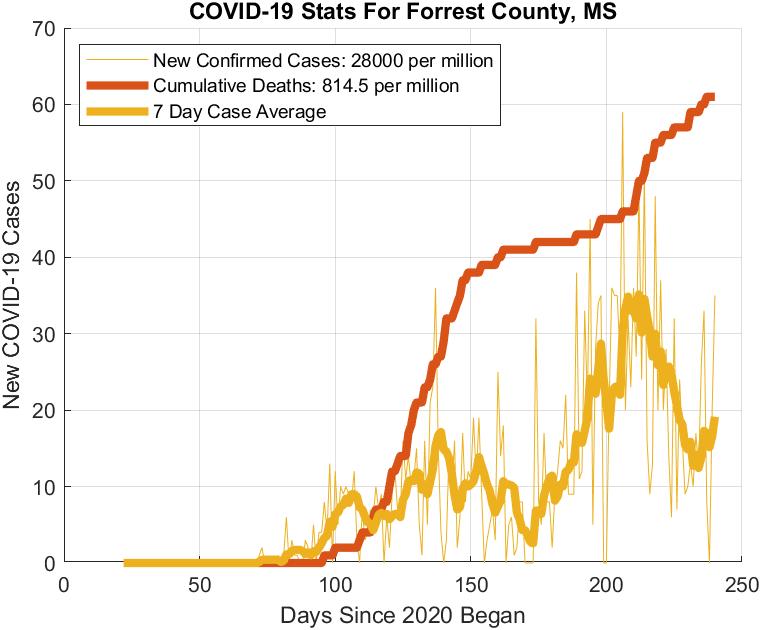 COVID-19 Stats For Forrest County, MS
New Confirmed Cases: 28000 per million
Cumulative Deaths: 814.5 per million
7 Day Case Average
New COVID-19 Cases
70
60
50
40
30
20
10
0
0 50 100 150 200 250
Days Since 2020 Began